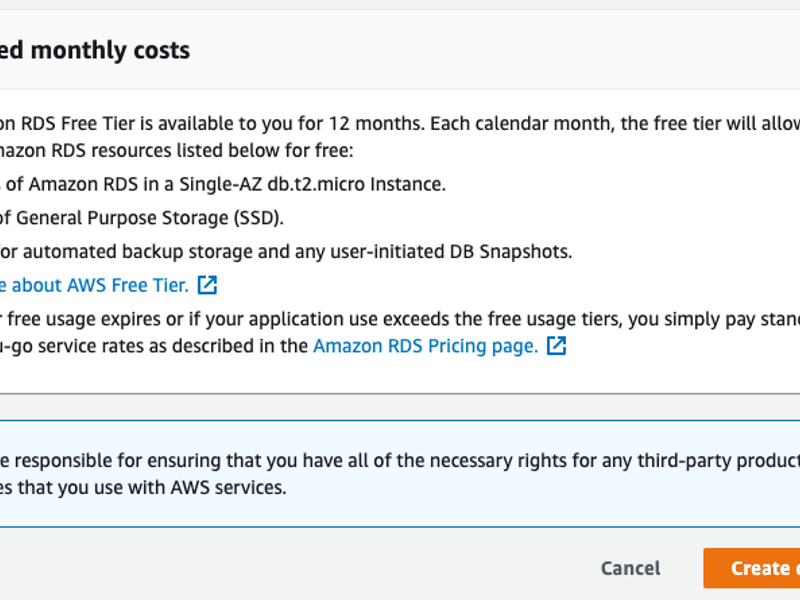 ed monthly costs
on RDS Free Tier is available to you for 12 months. Each calendar month, the free tier will allow
mazon RDS resources listed below for free:
of Amazon RDS in a Single-AZ db.t2.micro Instance.
of General Purpose Storage (SSD).
for automated backup storage and any user-initiated DB Snapshots.
e about AWS Free Tier.
r free usage expires or if your application use exceeds the free usage tiers, you simply pay stan
u-go service rates as described in the Amazon RDS Pricing page.
e responsible for ensuring that you have all of the necessary rights for any third-party product
es that you use with AWS services.
Cancel
Create